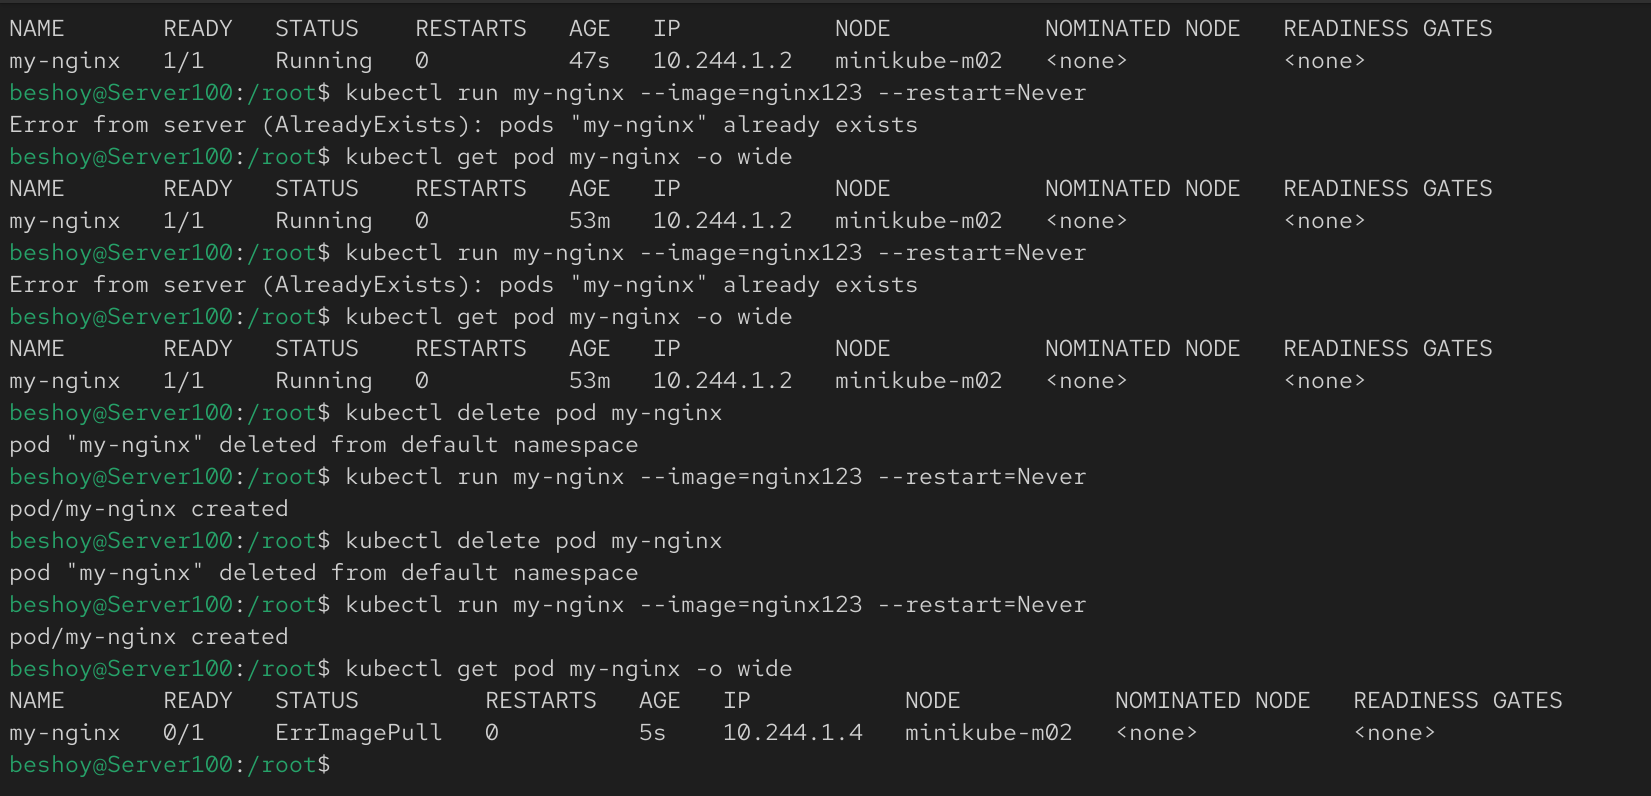 NAME       READY   STATUS    RESTARTS   AGE   IP           NODE           NOMINATED NODE   READINESS GATES
my-nginx   1/1     Running   0          47s   10.244.1.2   minikube-m02   <none>           <none>
beshoy@Server100:/root$ kubectl run my-nginx --image=nginx123 --restart=Never
Error from server (AlreadyExists): pods "my-nginx" already exists
beshoy@Server100:/root$ kubectl get pod my-nginx -o wide
NAME       READY   STATUS    RESTARTS   AGE   IP           NODE           NOMINATED NODE   READINESS GATES
my-nginx   1/1     Running   0          53m   10.244.1.2   minikube-m02   <none>           <none>
beshoy@Server100:/root$ kubectl run my-nginx --image=nginx123 --restart=Never
Error from server (AlreadyExists): pods "my-nginx" already exists
beshoy@Server100:/root$ kubectl get pod my-nginx -o wide
NAME       READY   STATUS    RESTARTS   AGE   IP           NODE           NOMINATED NODE   READINESS GATES
my-nginx   1/1     Running   0          53m   10.244.1.2   minikube-m02   <none>           <none>
beshoy@Server100:/root$ kubectl delete pod my-nginx
pod "my-nginx" deleted from default namespace
beshoy@Server100:/root$ kubectl run my-nginx --image=nginx123 --restart=Never
pod/my-nginx created
beshoy@Server100:/root$ kubectl delete pod my-nginx
pod "my-nginx" deleted from default namespace
beshoy@Server100:/root$ kubectl run my-nginx --image=nginx123 --restart=Never
pod/my-nginx created
beshoy@Server100:/root$ kubectl get pod my-nginx -o wide
NAME       READY   STATUS         RESTARTS   AGE   IP           NODE           NOMINATED NODE   READINESS GATES
my-nginx   0/1     ErrImagePull   0          5s    10.244.1.4   minikube-m02   <none>           <none>
beshoy@Server100:/root$